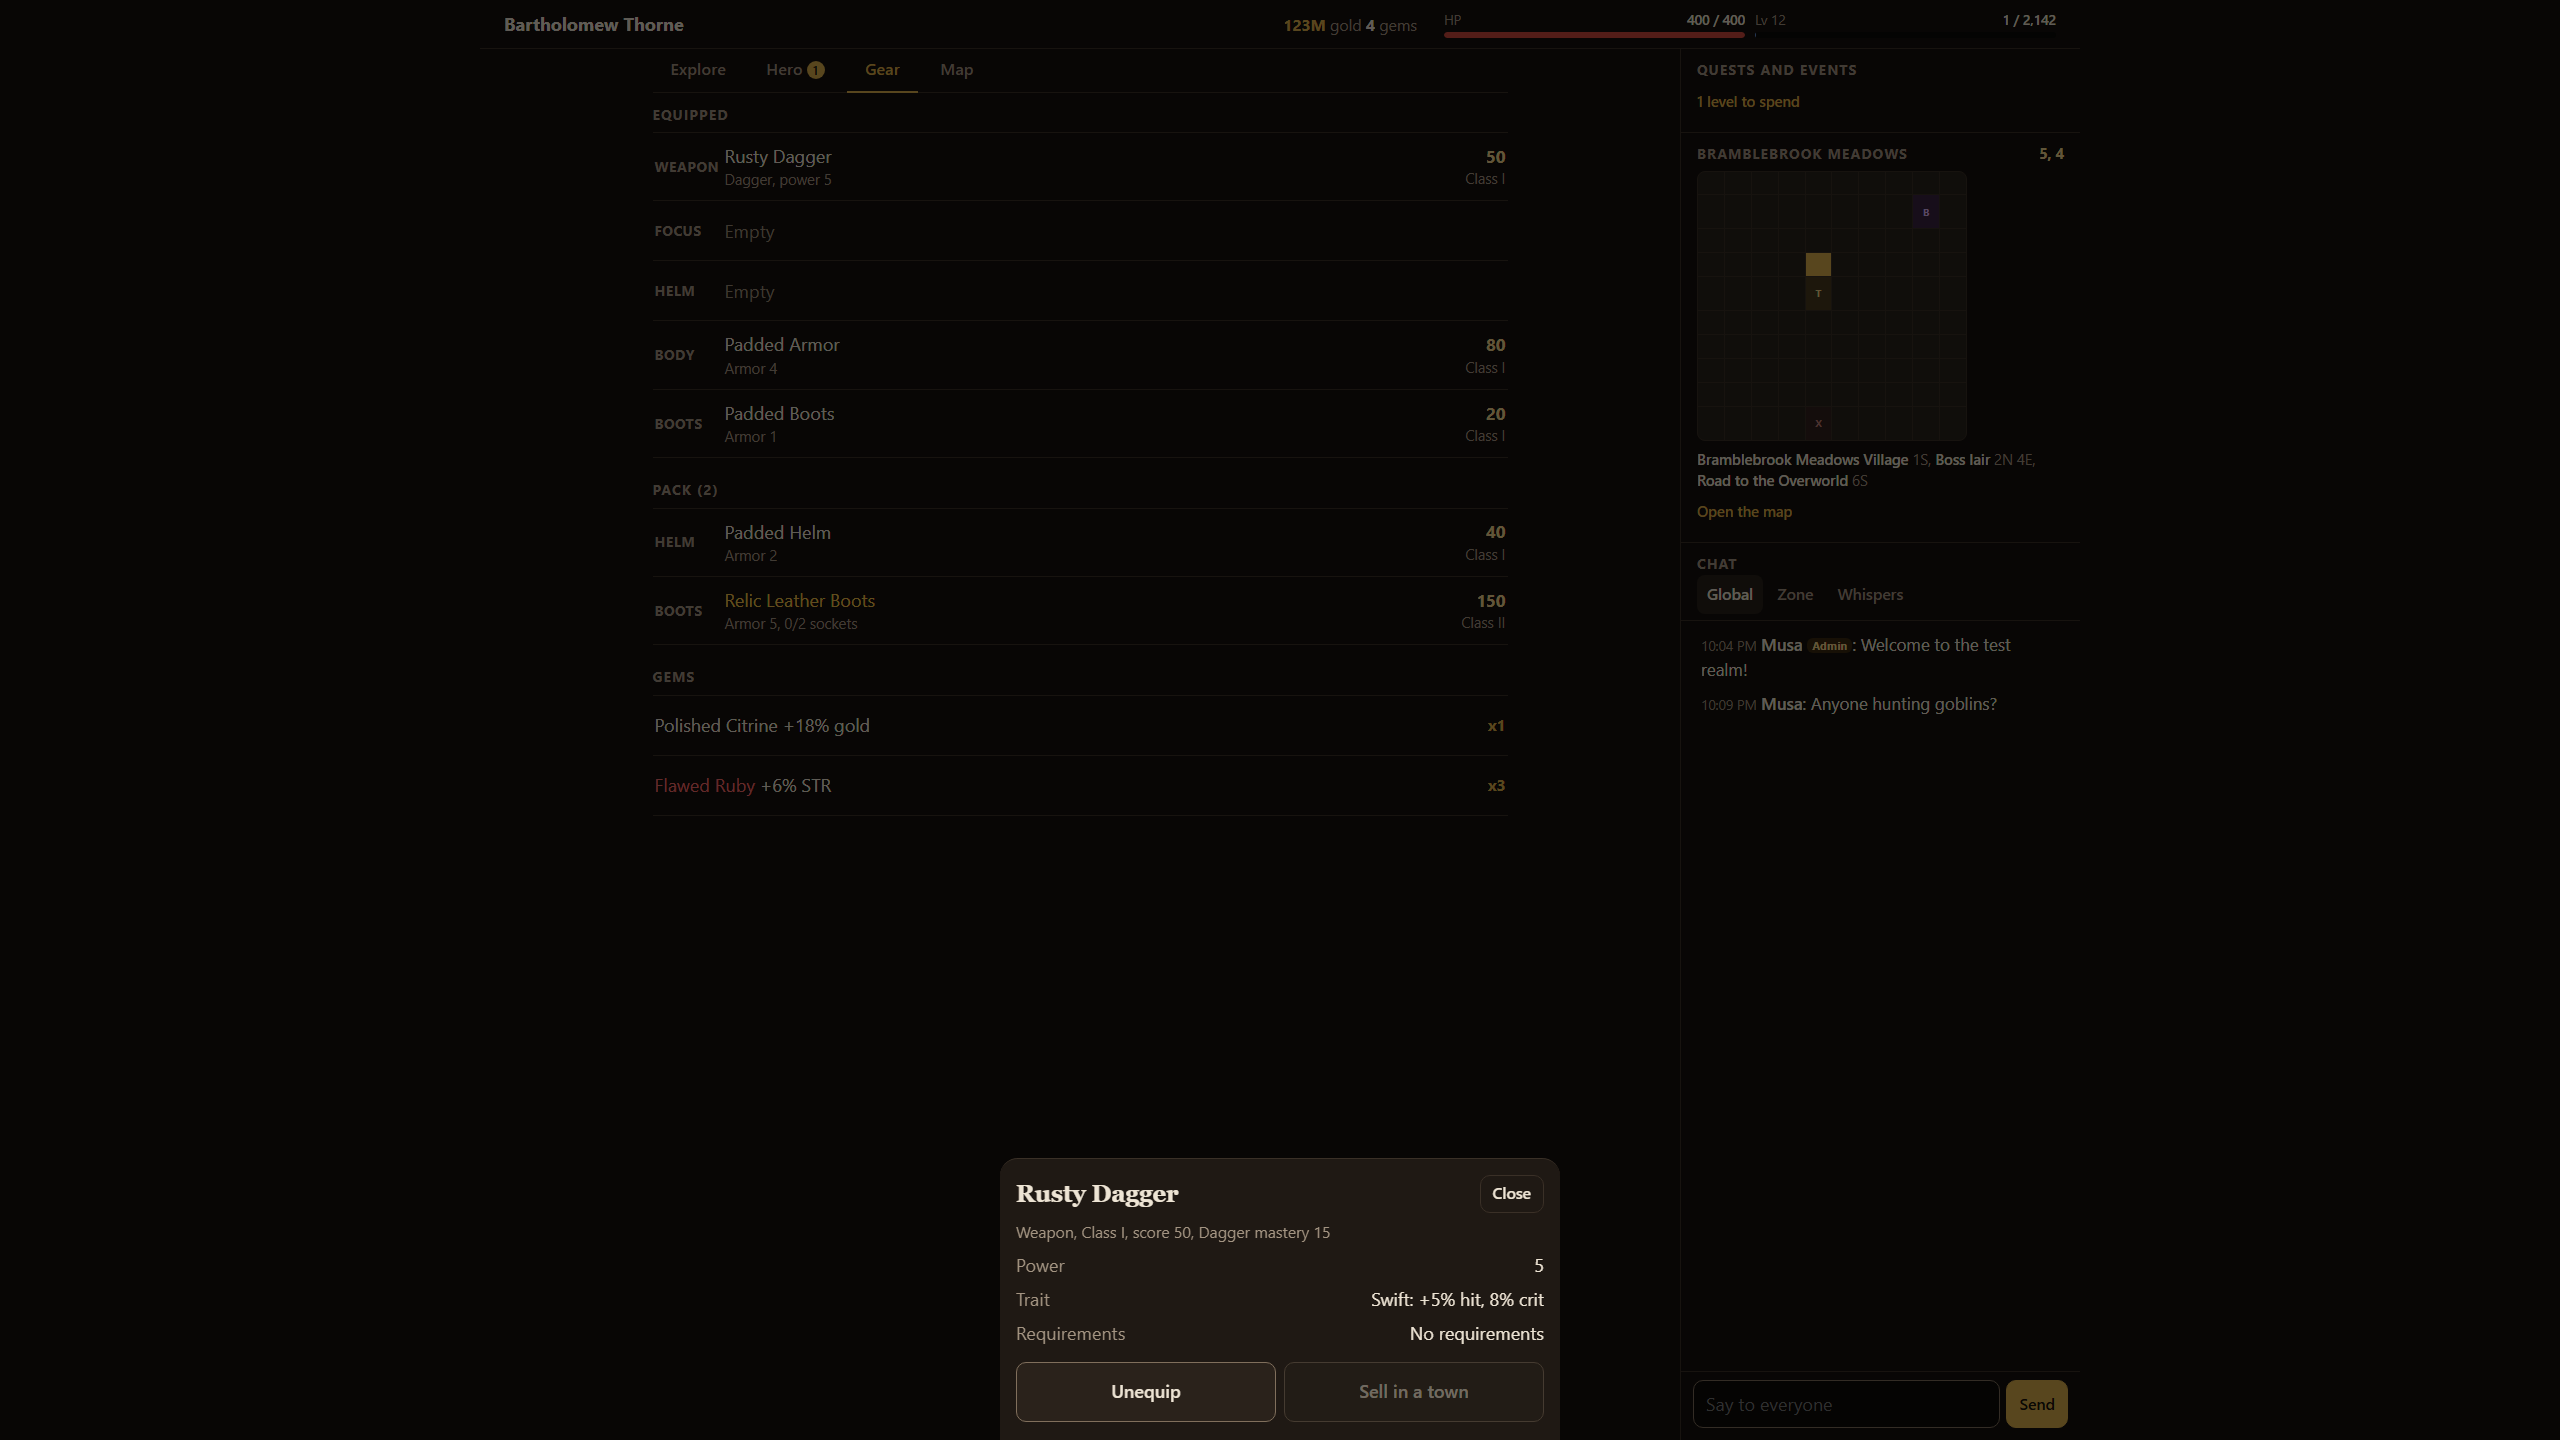 Bartholomew Thorne
123M gold 4 gems
HP 400 / 400
Lv 12 1 / 2,142
Explore
Hero 1
Gear
Map
EQUIPPED
WEAPON
Rusty Dagger
Dagger, power 5
50
Class I
FOCUS
Empty
HELM
Empty
BODY
Padded Armor
Armor 4
80
Class I
BOOTS
Padded Boots
Armor 1
20
Class I
PACK (2)
HELM
Padded Helm
Armor 2
40
Class I
BOOTS
Relic Leather Boots
Armor 5, 0/2 sockets
150
Class II
GEMS
Polished Citrine +18% gold x1
Flawed Ruby +6% STR x3
QUESTS AND EVENTS
1 level to spend
BRAMBLEBROOK MEADOWS 5, 4
B
T
X
Bramblebrook Meadows Village 1S, Boss lair 2N 4E,
Road to the Overworld 6S
Open the map
CHAT
Global
Zone
Whispers
10:04 PM Musa Admin: Welcome to the test
realm!
10:09 PM Musa: Anyone hunting goblins?
Say to everyone
Send
Rusty Dagger
Close
Weapon, Class I, score 50, Dagger mastery 15
Power 5
Trait Swift: +5% hit, 8% crit
Requirements No requirements
Unequip
Sell in a town